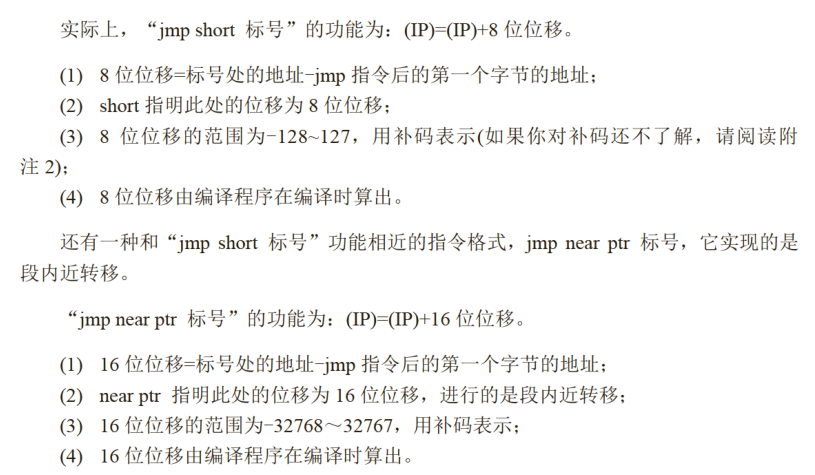 实际上，“jmp short 标号”的功能为：(IP)=(IP)+8 位位移。
(1) 8 位位移=标号处的地址-jmp 指令后的第一个字节的地址；
(2) short 指明此处的位移为 8 位位移；
(3) 8 位位移的范围为-128~127，用补码表示(如果你对补码还不了解，请阅读附
注 2)；
(4) 8 位位移由编译程序在编译时算出。
还有一种和“jmp short 标号”功能相近的指令格式，jmp near ptr 标号，它实现的是
段内近转移。
“jmp near ptr 标号”的功能为：(IP)=(IP)+16 位位移。
(1) 16 位位移=标号处的地址-jmp 指令后的第一个字节的地址；
(2) near ptr 指明此处的位移为 16 位位移，进行的是段内近转移；
(3) 16 位位移的范围为-32768～32767，用补码表示；
(4) 16 位位移由编译程序在编译时算出。